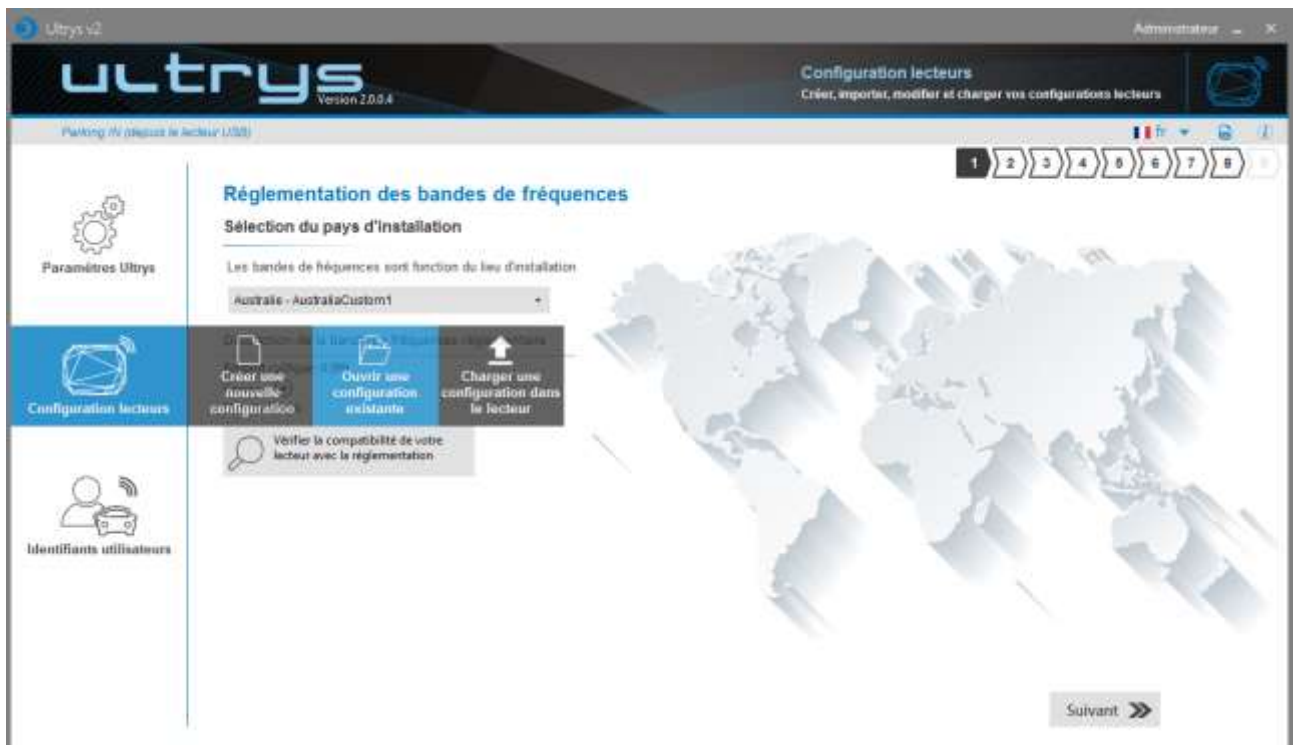 Ultrys v2
Administrateur
ultrys
Version 2.0.0.4
Configuration lecteurs
Créer, importer, modifier et charger vos configurations lecteurs
Parking IN (depuis le lecteur USB)
fr
1 2 3 4 5 6 7 8
Réglementation des bandes de fréquences
Sélection du pays d'installation
Les bandes de fréquences sont fonction du lieu d'installation
Australie - AustraliaCustom1
Paramètres Ultrys
Configuration lecteurs
Créer une
nouvelle
configuration
Ouvrir une
configuration
existante
Charger une
configuration dans
le lecteur
Vérifier la compatibilité de votre
lecteur avec la réglementation
Identifiants utilisateurs
Suivant